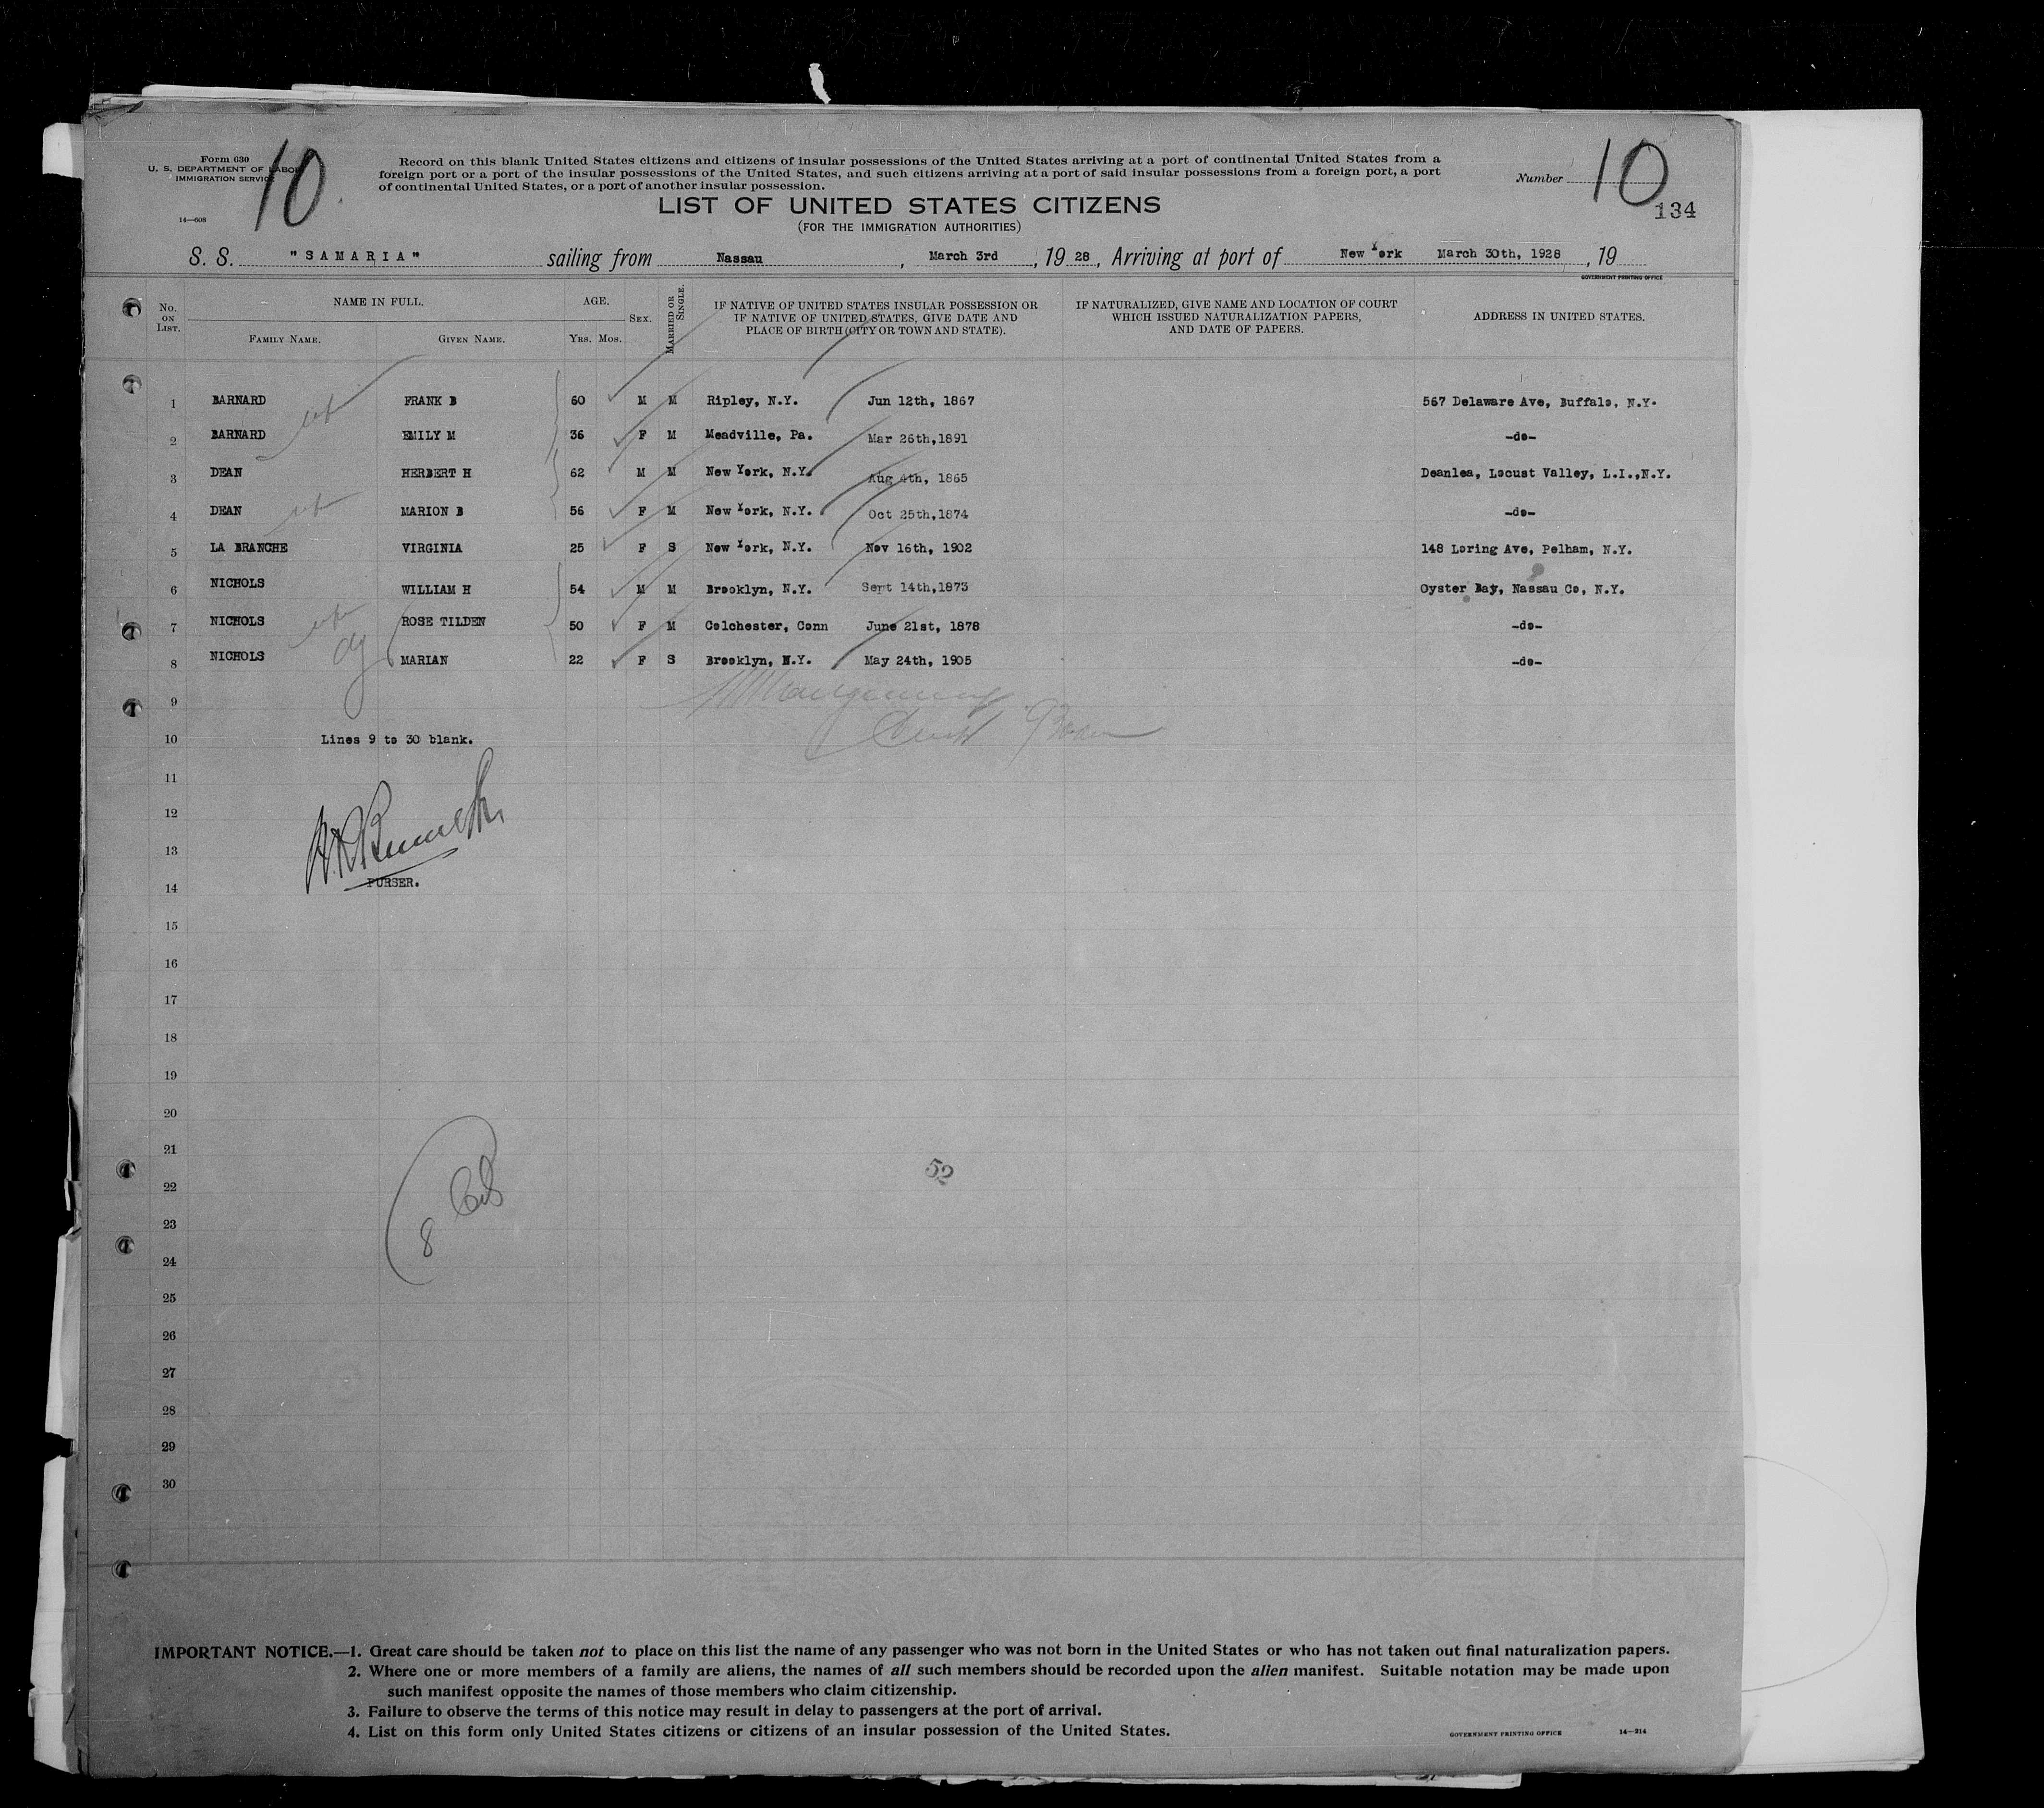 Form 630
U. S. DEPARTMENT OF LABOR
IMMIGRATION SERVICE
14—608
10
Record on this blank United States citizens and citizens of insular possessions of the United States arriving at a port of continental United States from a
foreign port or a port of the insular possessions of the United States, and such citizens arriving at a port of said insular possessions from a foreign port, a port
of continental United States, or a port of another insular possession.
Number 10
134
LIST OF UNITED STATES CITIZENS
(FOR THE IMMIGRATION AUTHORITIES)
S. S. "SAMARIA" sailing from Nassau, March 3rd, 1928, Arriving at port of New York March 30th, 1928, 19
GOVERNMENT PRINTING OFFICE
No. ON LIST.
NAME IN FULL.
FAMILY NAME. GIVEN NAME.
AGE.
YRS. MOS.
SEX.
MARRIED OR SINGLE.
IF NATIVE OF UNITED STATES INSULAR POSSESSION OR
IF NATIVE OF UNITED STATES, GIVE DATE AND
PLACE OF BIRTH (CITY OR TOWN AND STATE).
IF NATURALIZED, GIVE NAME AND LOCATION OF COURT
WHICH ISSUED NATURALIZATION PAPERS,
AND DATE OF PAPERS.
ADDRESS IN UNITED STATES.
1 BARNARD FRANK B 60 M M Ripley, N.Y. Jun 12th, 1867 567 Delaware Ave, Buffalo, N.Y.
2 BARNARD EMILY M 36 F M Meadville, Pa. Mar 26th,1891 -do-
3 DEAN HERBERT H 62 M M New York, N.Y. Aug 4th, 1865 Deanlea, Locust Valley, L.I.,N.Y.
4 DEAN MARION B 56 F M New York, N.Y. Oct 25th,1874 -do-
5 LA BRANCHE VIRGINIA 25 F S New York, N.Y. Nov 16th, 1902 148 Loring Ave, Pelham, N.Y.
6 NICHOLS WILLIAM H 54 M M Brooklyn, N.Y. Sept 14th,1873 Oyster Bay, Nassau Co, N.Y.
7 NICHOLS ROSE TILDEN 50 F M Colchester, Conn June 21st, 1878 -do-
8 NICHOLS MARIAN 22 F S Brooklyn, N.Y. May 24th, 1905 -do-
9
10 Lines 9 to 30 blank.
11
12
13
PURSER.
14
15
16
17
18
19
20
21
52
22
23
8
24
25
26
27
28
29
30
IMPORTANT NOTICE.—1. Great care should be taken not to place on this list the name of any passenger who was not born in the United States or who has not taken out final naturalization papers.
2. Where one or more members of a family are aliens, the names of all such members should be recorded upon the alien manifest. Suitable notation may be made upon
such manifest opposite the names of those members who claim citizenship.
3. Failure to observe the terms of this notice may result in delay to passengers at the port of arrival.
4. List on this form only United States citizens or citizens of an insular possession of the United States.
GOVERNMENT PRINTING OFFICE 14—214